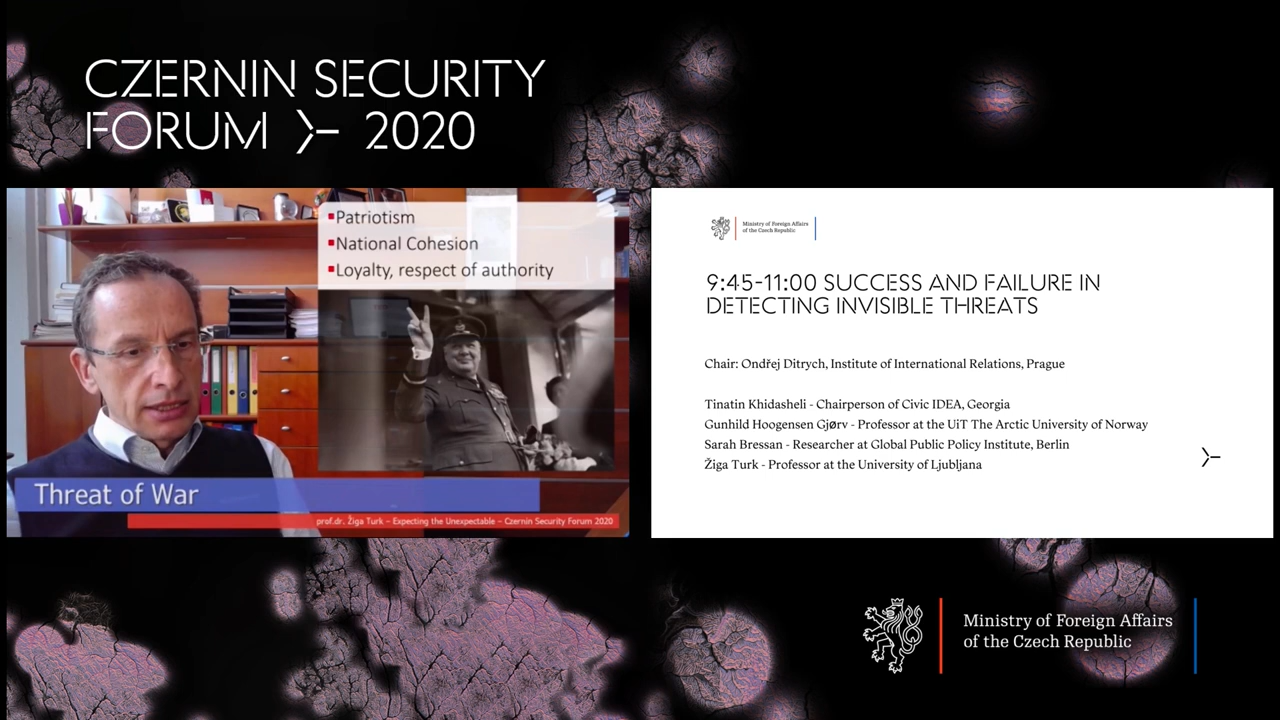 CZERNIN SECURITY
FORUM >- 2020
Patriotism
National Cohesion
Loyalty, respect of authority
Threat of War
prof.dr. Žiga Turk – Expecting the Unexpectable – Czernin Security Forum 2020
Ministry of Foreign Affairs
of the Czech Republic
9:45-11:00 SUCCESS AND FAILURE IN
DETECTING INVISIBLE THREATS
Chair: Ondřej Ditrych, Institute of International Relations, Prague
Tinatin Khidasheli - Chairperson of Civic IDEA, Georgia
Gunhild Hoogensen Gjørv - Professor at the UiT The Arctic University of Norway
Sarah Bressan - Researcher at Global Public Policy Institute, Berlin
Žiga Turk - Professor at the University of Ljubljana
Ministry of Foreign Affairs
of the Czech Republic